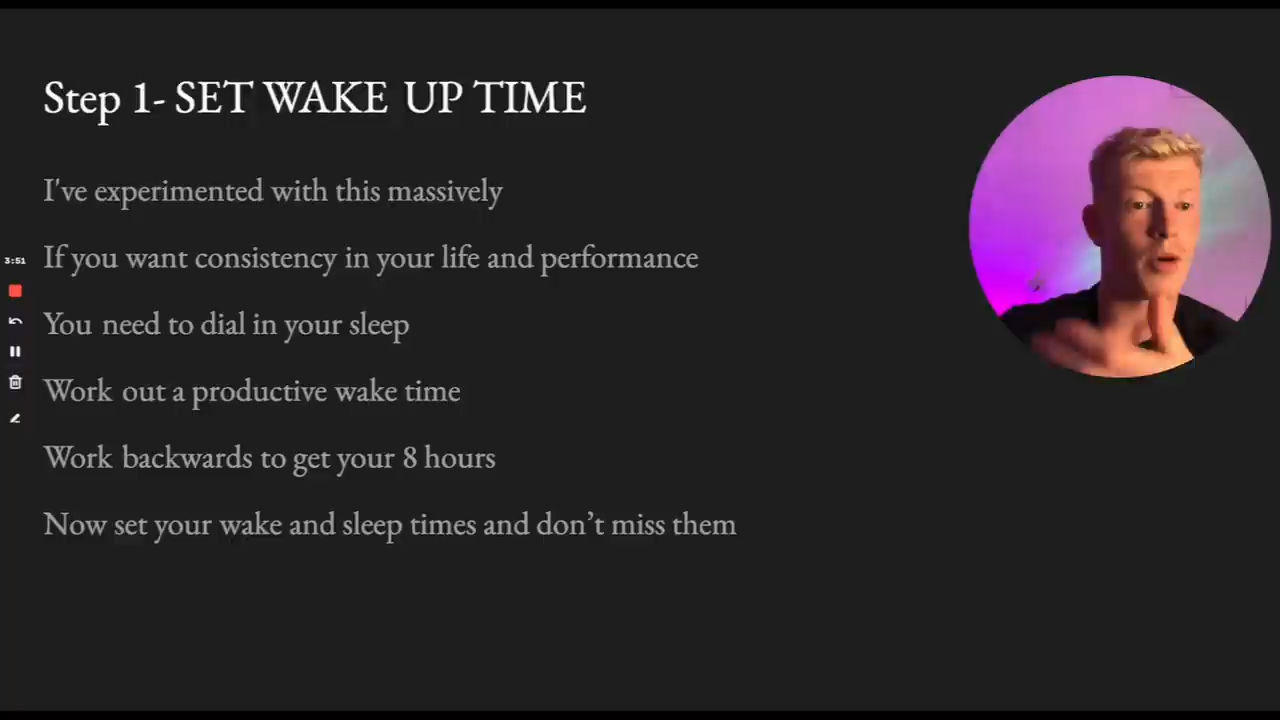 Step 1- SET WAKE UP TIME
I've experimented with this massively
If you want consistency in your life and performance
3:51
You need to dial in your sleep
Work out a productive wake time
Work backwards to get your 8 hours
Now set your wake and sleep times and don’t miss them